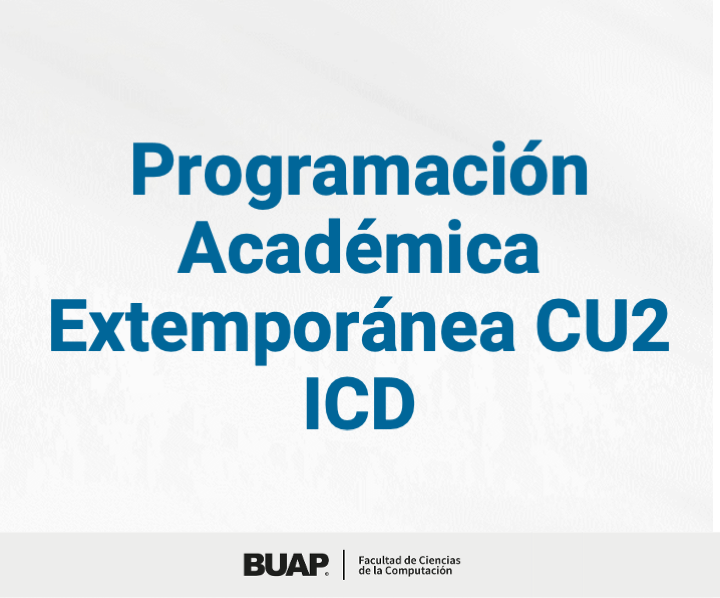 Programación
Académica
Extemporánea CU2
ICD
BUAP
Facultad de Ciencias
de la Computación